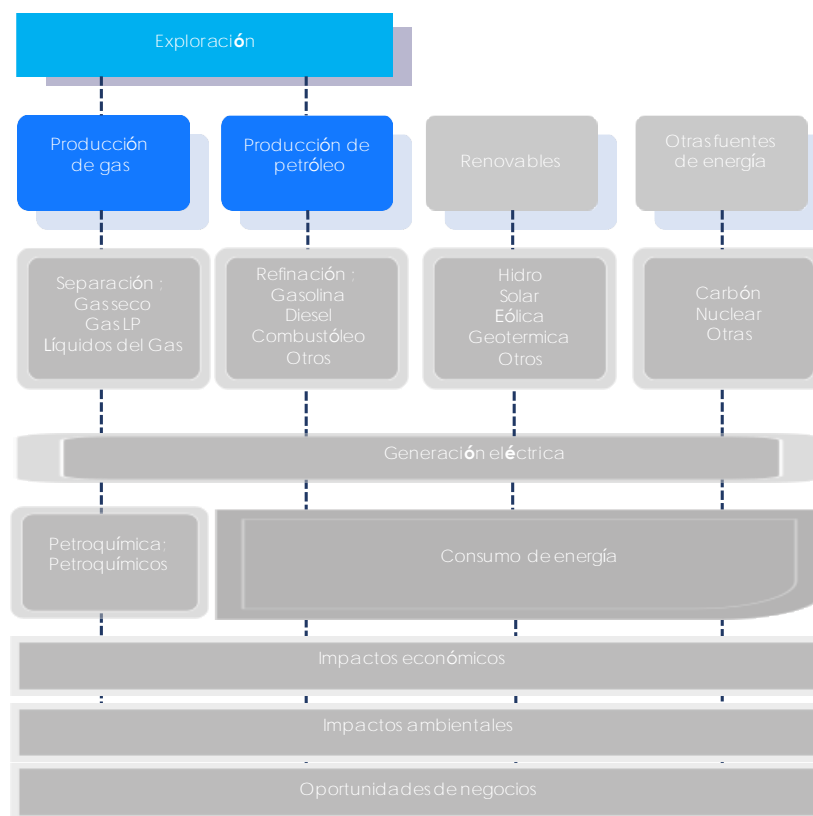 Exploración
Producción
de gas
Producción de
petróleo
Renovables
Otras fuentes
de energía
Separación :
Gas seco
Gas LP
Líquidos del Gas
Refinación :
Gasolina
Diesel
Combustóleo
Otros
Hidro
Solar
Eólica
Geotermica
Otros
Carbón
Nuclear
Otras
Generación eléctrica
Petroquímica:
Petroquímicos
Consumo de energía
Impactos económicos
Impactos ambientales
Oportunidades de negocios